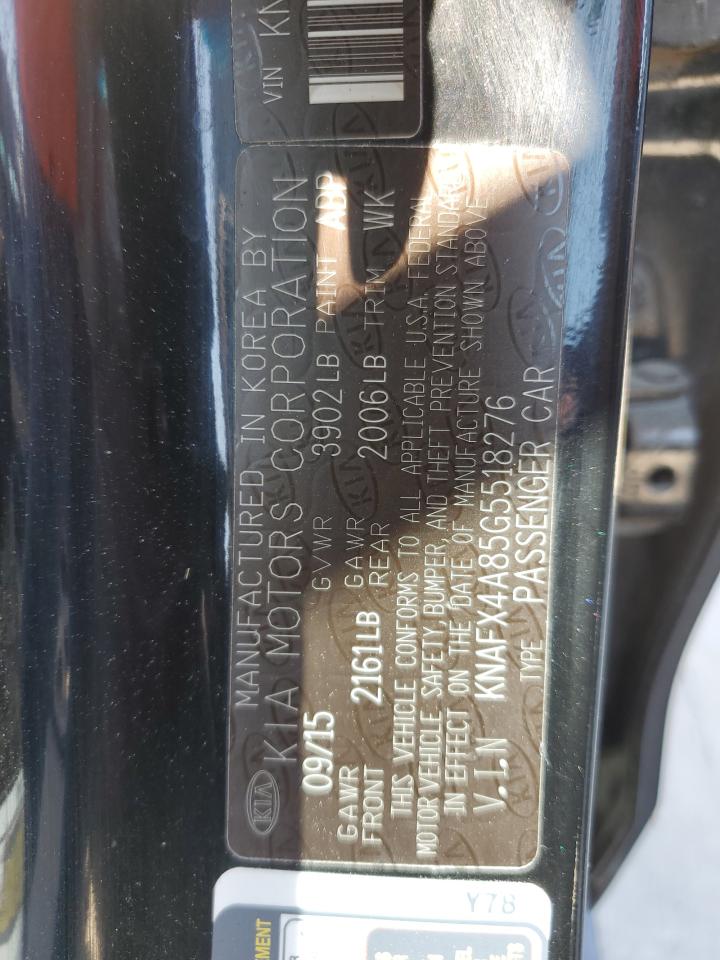 VIN KN
KIA
MANUFACTURED IN KOREA BY
KIA MOTORS CORPORATION
09/15 GVWR 3902LB PAINT ABP
GAWR FRONT 2161LB GAWR REAR 2006LB TRIM WK
THIS VEHICLE CONFORMS TO ALL APPLICABLE U.S.A. FEDERAL
MOTOR VEHICLE SAFETY, BUMPER, AND THEFT PREVENTION STANDARDS
IN EFFECT ON THE DATE OF MANUFACTURE SHOWN ABOVE
V.I.N KNAFX4A85G5518276
TYPE PASSENGER CAR
Y78